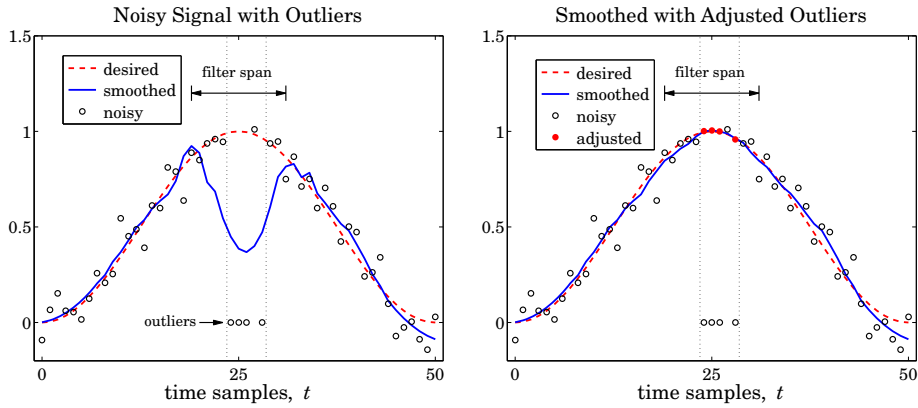 Noisy Signal with Outliers
1.5
1
0.5
0
desired
smoothed
noisy
filter span
outliers
0
25
50
time samples, t
Smoothed with Adjusted Outliers
1.5
1
0.5
0
desired
smoothed
noisy
adjusted
filter span
0
25
50
time samples, t